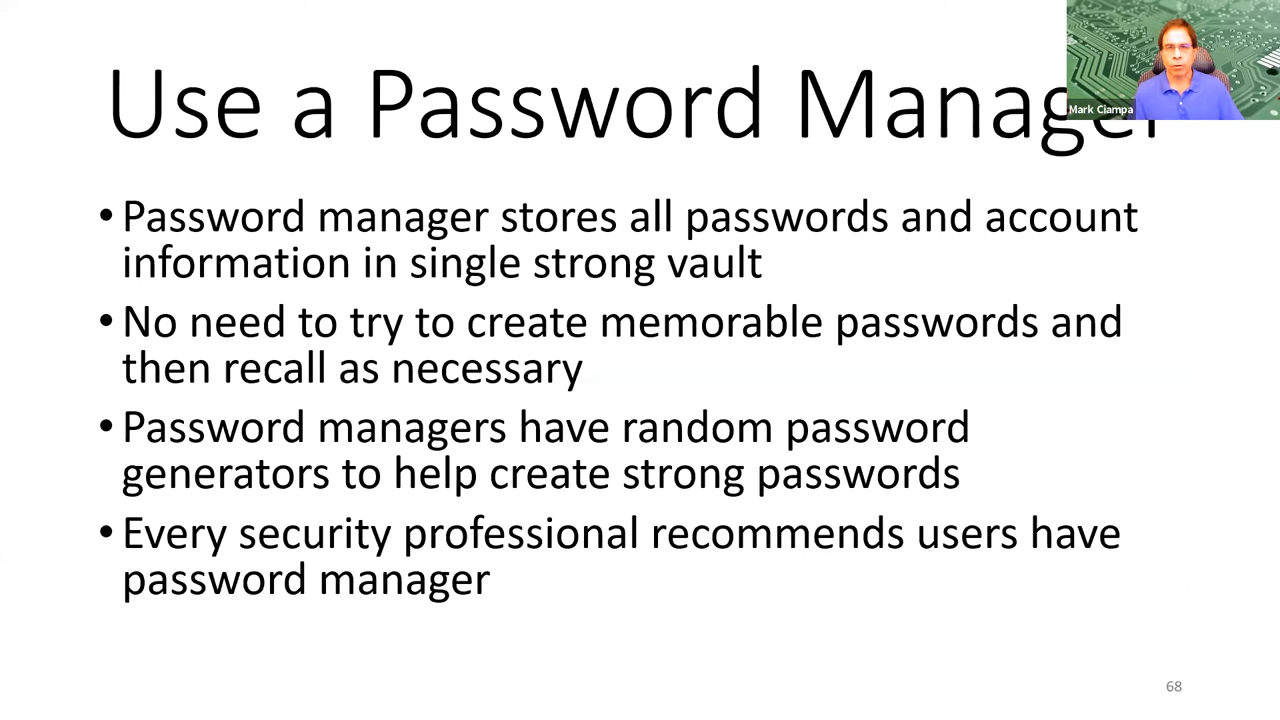 Use a Password Manager
Mark Ciampa
• Password manager stores all passwords and account
information in single strong vault
• No need to try to create memorable passwords and
then recall as necessary
• Password managers have random password
generators to help create strong passwords
• Every security professional recommends users have
password manager
68